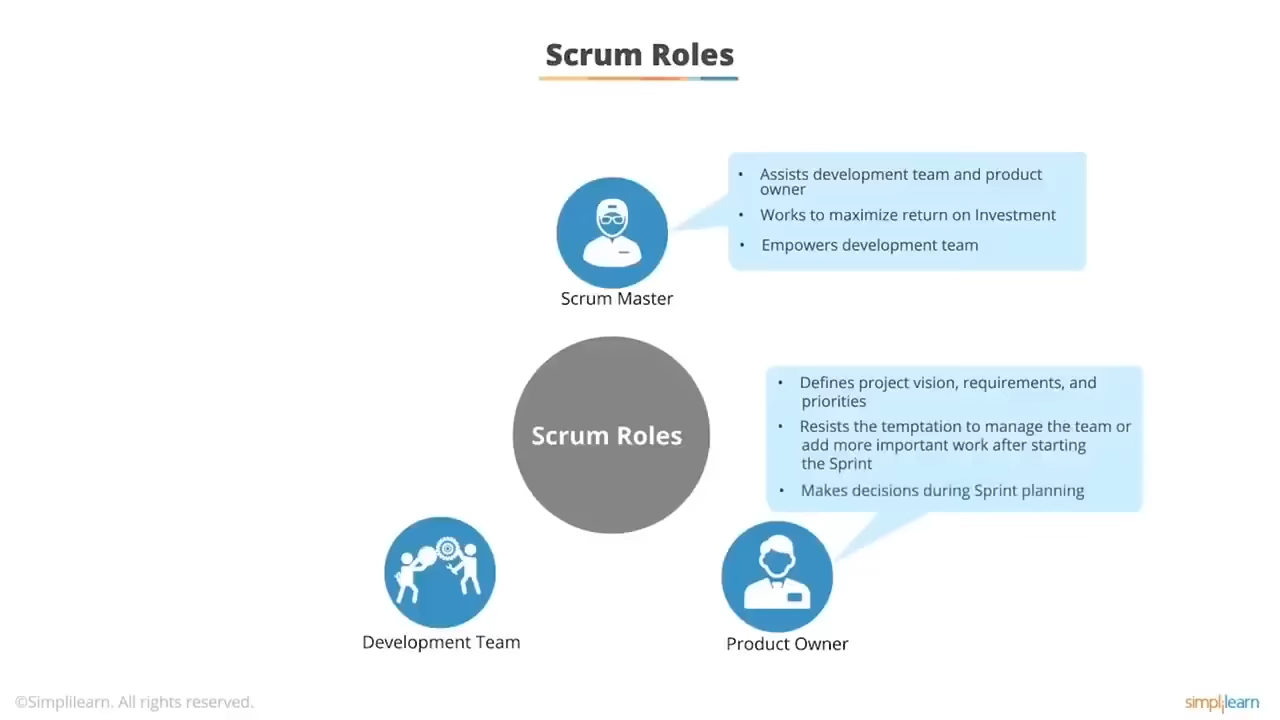 Scrum Roles
• Assists development team and product
owner
• Works to maximize return on Investment
• Empowers development team
Scrum Master
Scrum Roles
• Defines project vision, requirements, and
priorities
• Resists the temptation to manage the team or
add more important work after starting
the Sprint
• Makes decisions during Sprint planning
Development Team
Product Owner
©Simplilearn. All rights reserved.
simplilearn